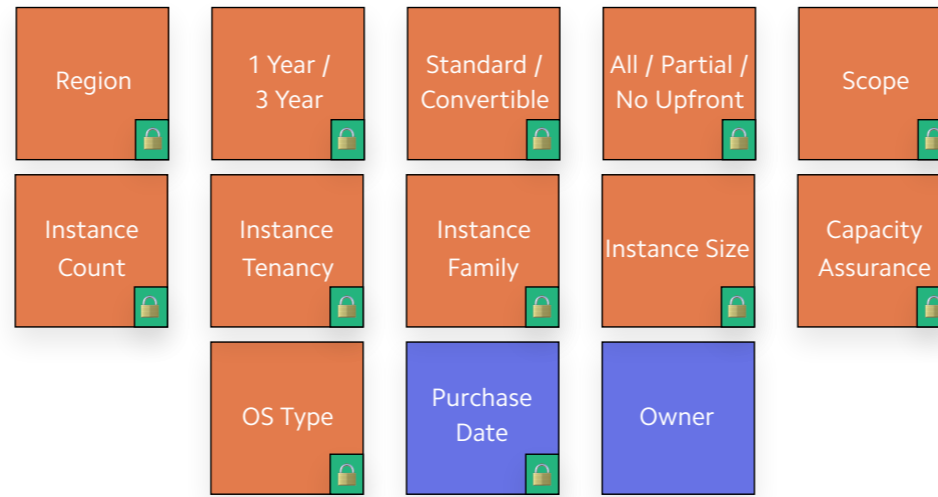 Region
1 Year /
3 Year
Standard /
Convertible
All / Partial /
No Upfront
Scope
Instance
Count
Instance
Tenancy
Instance
Family
Instance Size
Capacity
Assurance
OS Type
Purchase
Date
Owner